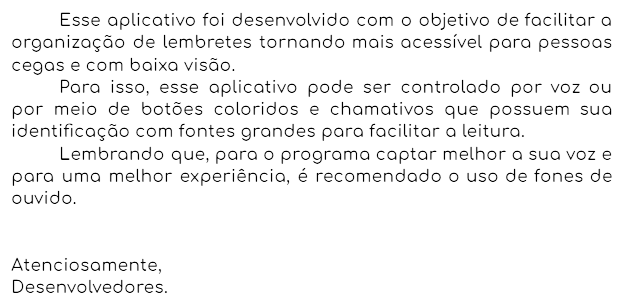 Esse aplicativo foi desenvolvido com o objetivo de facilitar a
organização de lembretes tornando mais acessível para pessoas
cegas e com baixa visão.
Para isso, esse aplicativo pode ser controlado por voz ou
por meio de botões coloridos e chamativos que possuem sua
identificação com fontes grandes para facilitar a leitura.
Lembrando que, para o programa captar melhor a sua voz e
para uma melhor experiência, é recomendado o uso de fones de
ouvido.
Atenciosamente,
Desenvolvedores.